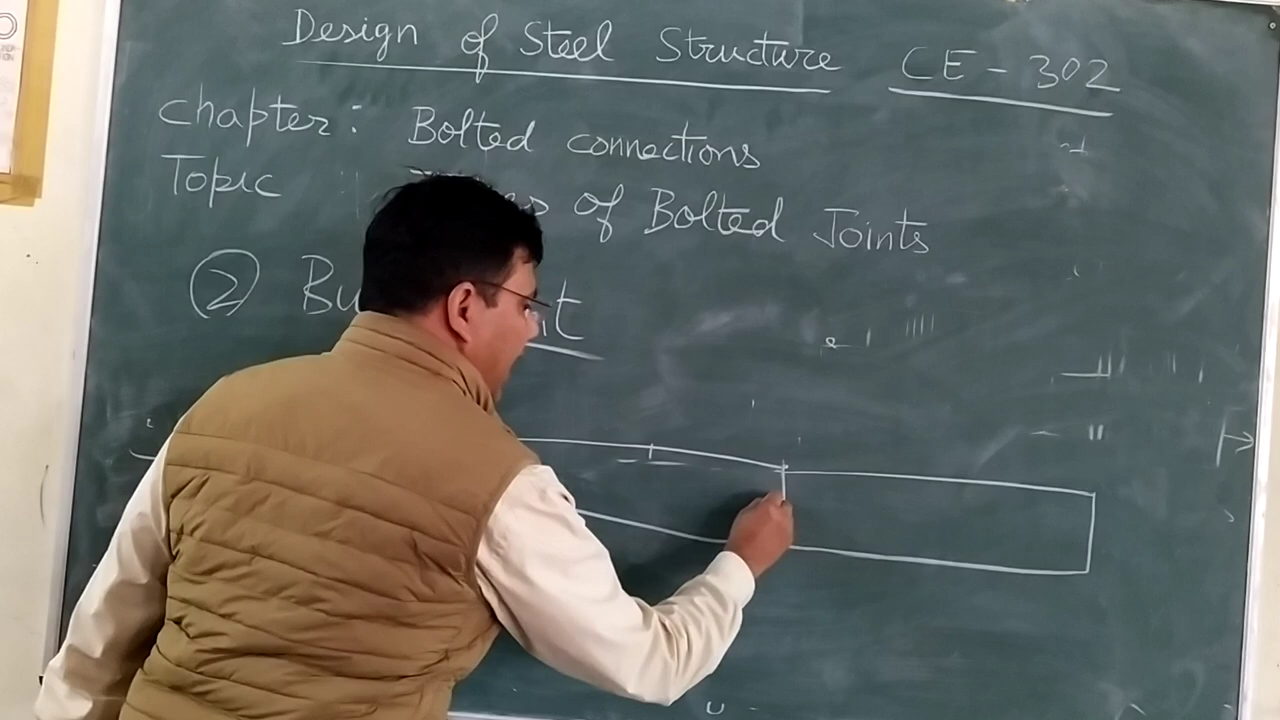 Design of Steel Structure CE - 302
Chapter: Bolted connections
Topic of Bolted Joints
②